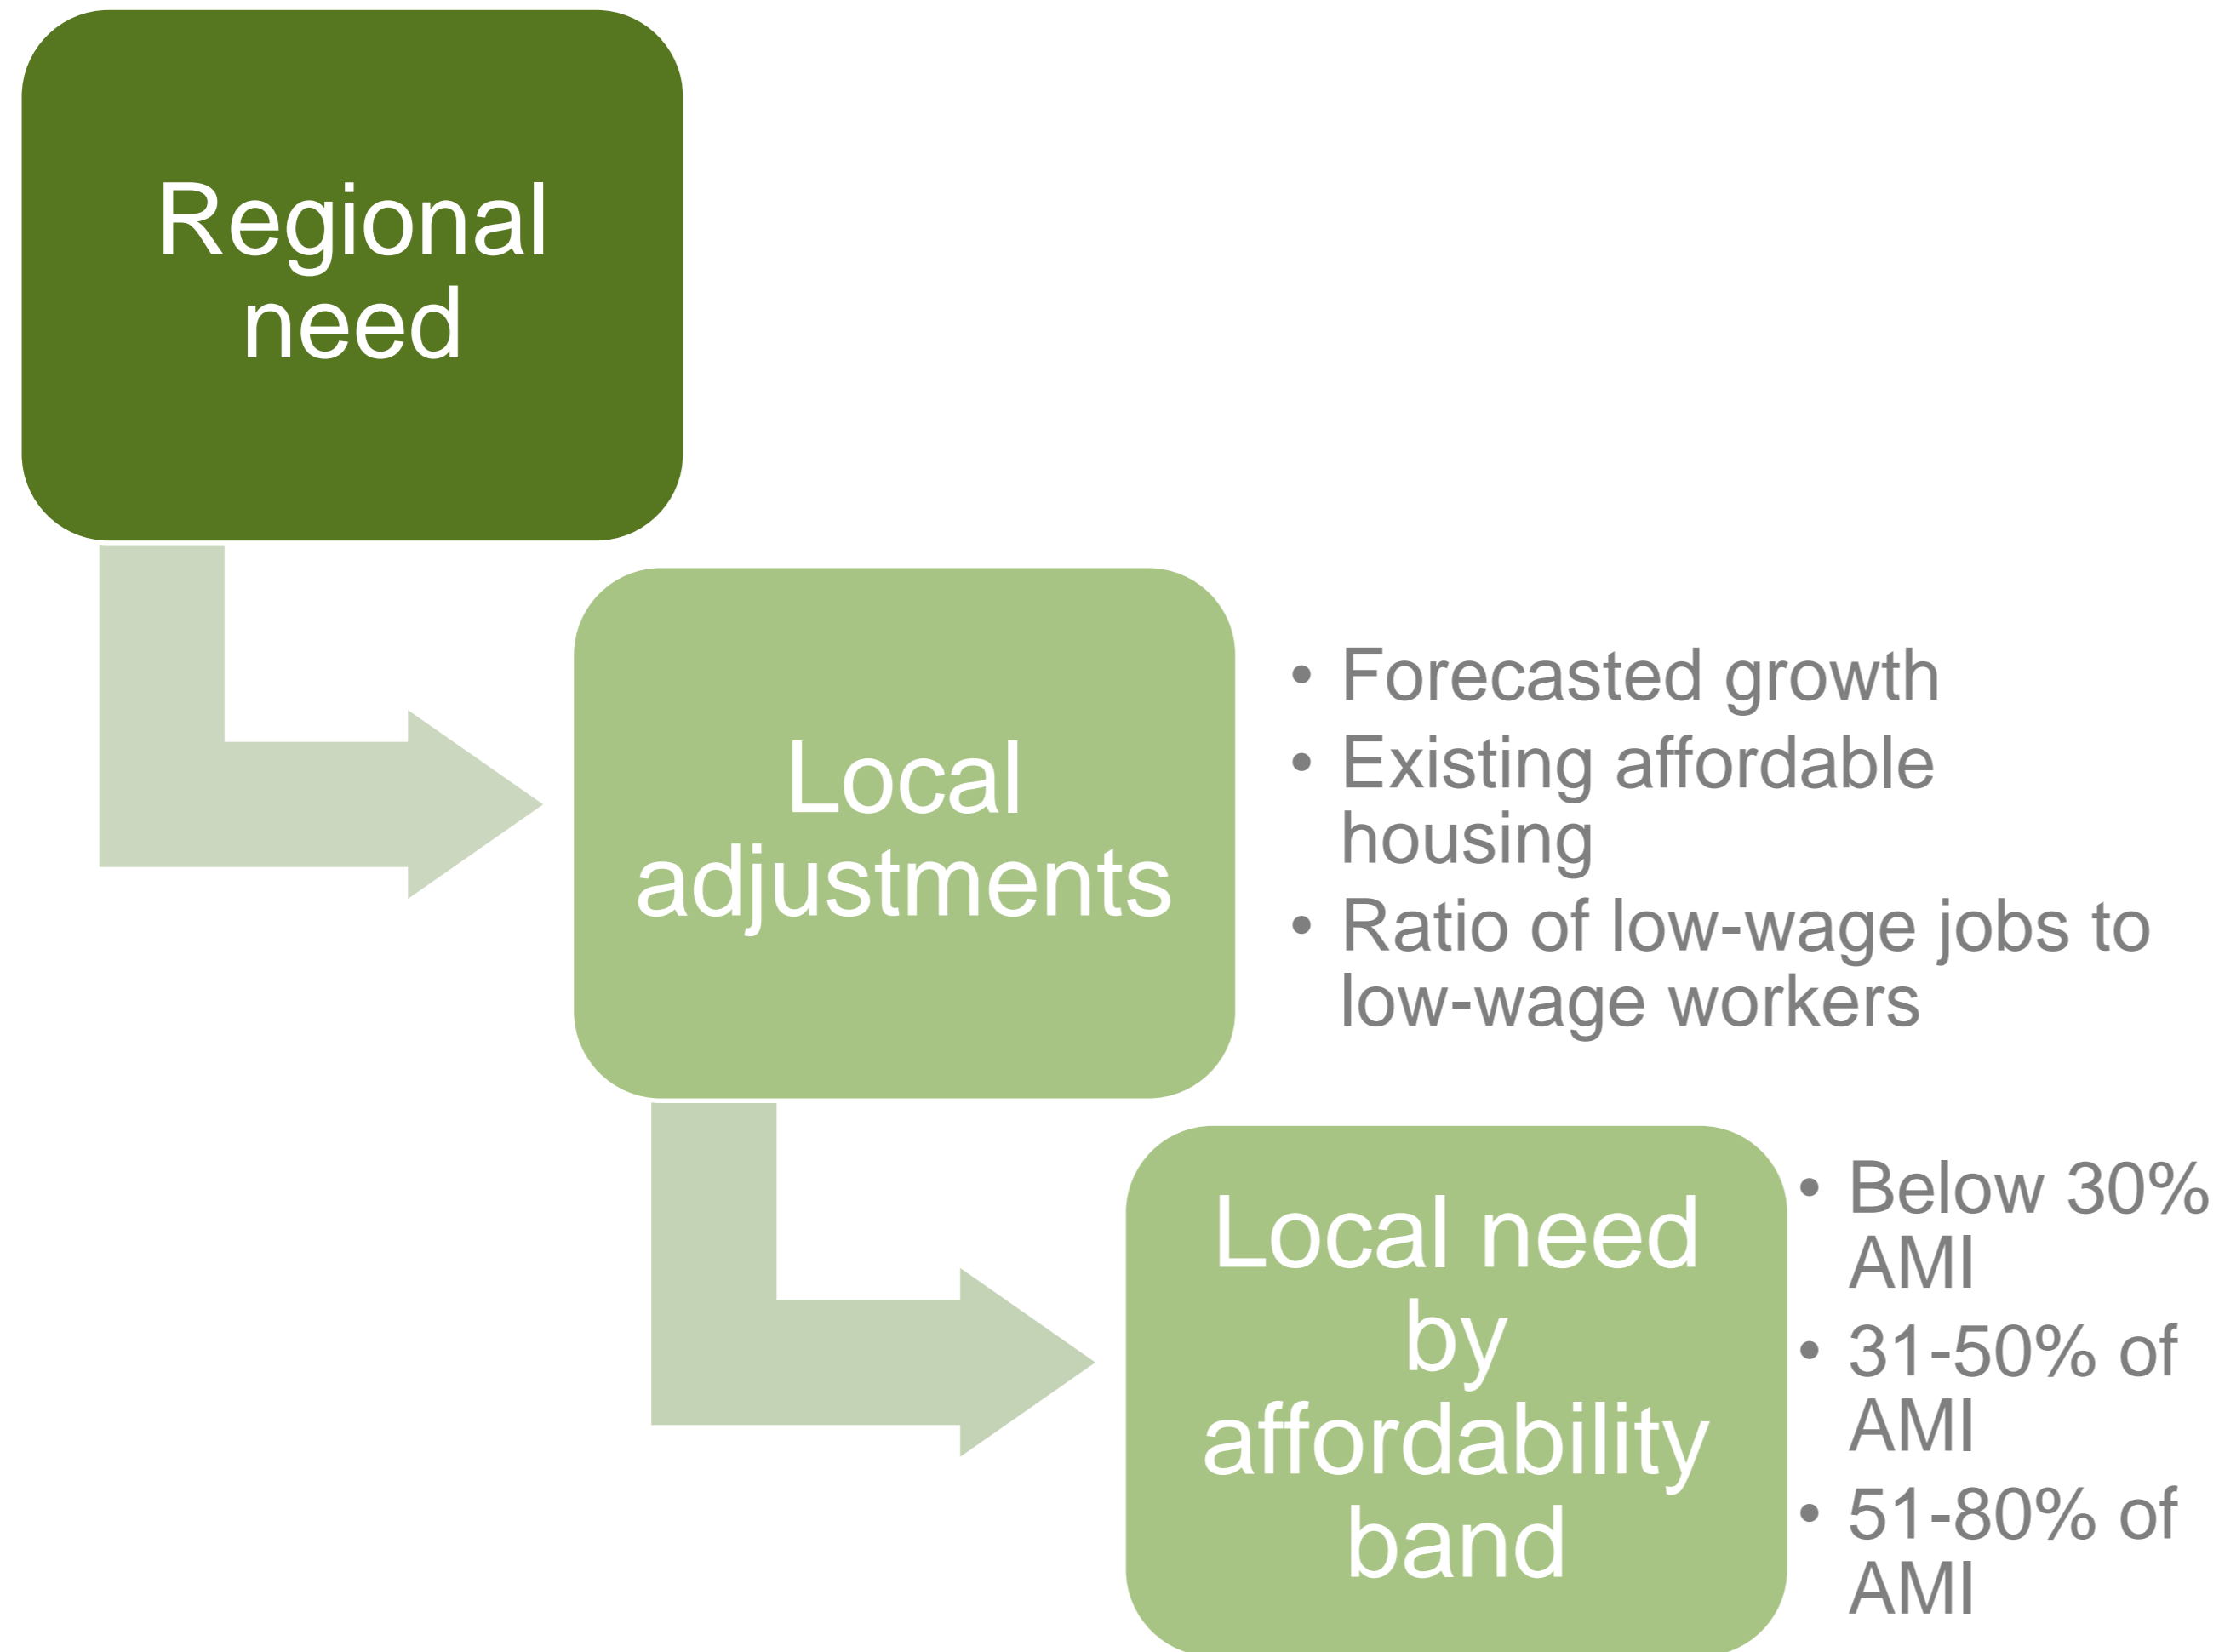 Regional
need
Local
adjustments
• Forecasted growth
• Existing affordable
housing
• Ratio of low-wage jobs to
low-wage workers
Local need
by
affordability
band
• Below 30%
AMI
• 31-50% of
AMI
• 51-80% of
AMI